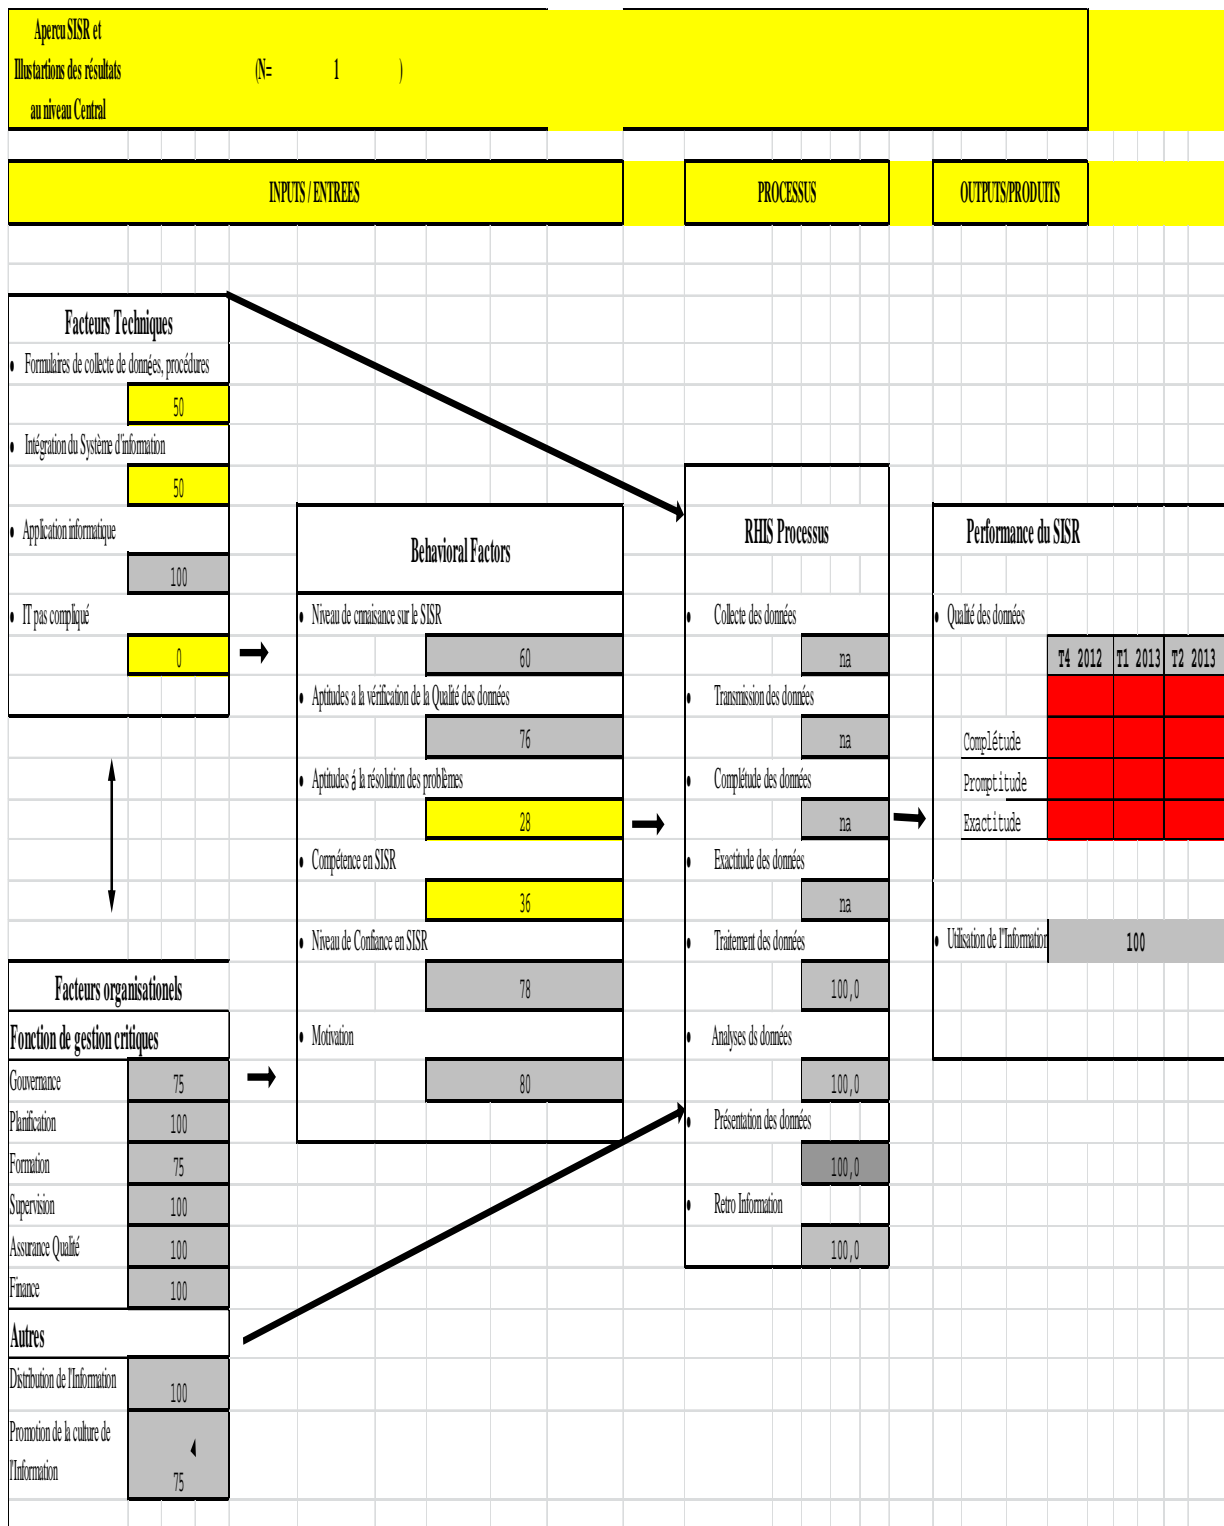 Apercu SISR et
Illustartions des résultats
au niveau Central
(N= 1 )
INPUTS / ENTREES
PROCESSUS
OUTPUTS/PRODUITS
Facteurs Techniques
• Formulaires de collecte de données, procédures
50
• Intégration du Système d'information
50
• Application informatique
100
• IT pas compliqué
0
Behavioral Factors
• Niveau de cnnaisance sur le SISR
60
• Aptitudes a la vérification de la Qualité des données
76
• Aptitudes á la résolution des problèmes
28
• Compétence en SISR
36
• Niveau de Confiance en SISR
78
• Motivation
80
RHIS Processus
• Collecte des données
na
• Transmission des données
na
• Complétude des données
na
• Exactitude des données
na
• Traitement des données
100,0
• Analyses ds données
100,0
• Présentation des données
100,0
• Retro Information
100,0
Performance du SISR
• Qualité des données
T4 2012 T1 2013 T2 2013
Complétude
Promptitude
Exactitude
• Utilisation de l"Information 100
Facteurs organisationels
Fonction de gestion critiques
Gouvernance 75
Planification 100
Formation 75
Supervision 100
Assurance Qualité 100
Finance 100
Autres
Distribution de l'Information 100
Promotion de la culture de
l'Information 75